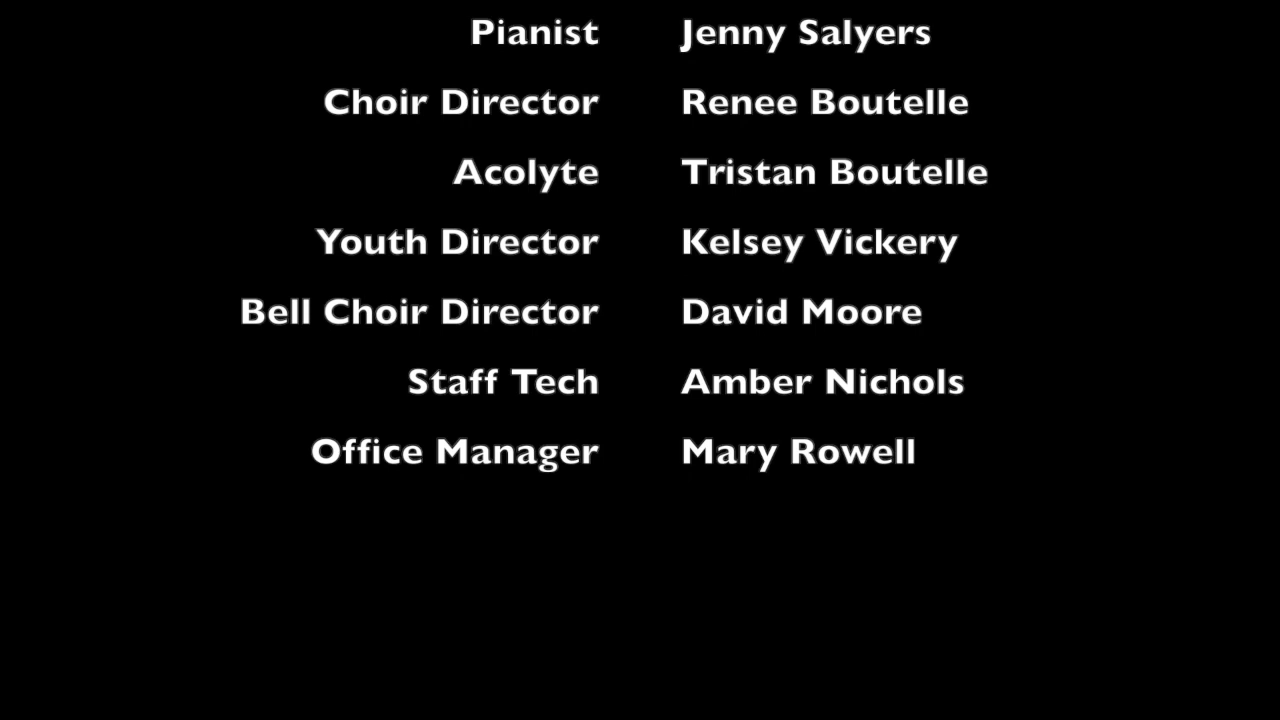 Pianist Jenny Salyers
Choir Director Renee Boutelle
Acolyte Tristan Boutelle
Youth Director Kelsey Vickery
Bell Choir Director David Moore
Staff Tech Amber Nichols
Office Manager Mary Rowell